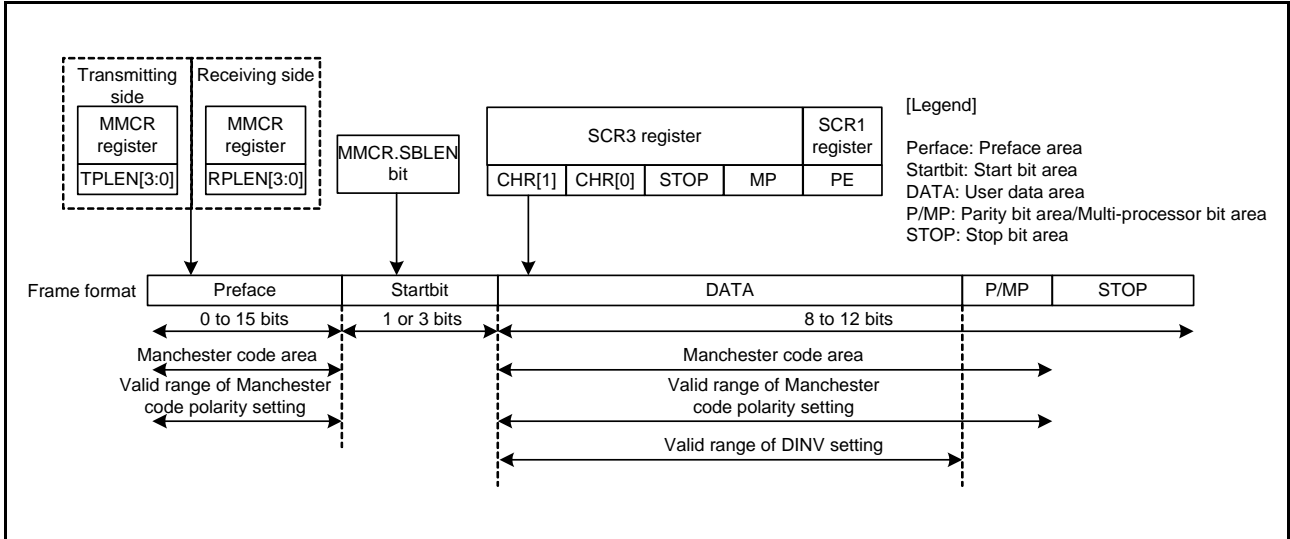 Transmitting
side
Receiving side
MMCR
register
TPLEN[3:0]
MMCR
register
RPLEN[3:0]
MMCR.SBLEN
bit
SCR3 register
SCR1
register
CHR[1] CHR[0] STOP MP PE
[Legend]
Perface: Preface area
Startbit: Start bit area
DATA: User data area
P/MP: Parity bit area/Multi-processor bit area
STOP: Stop bit area
Frame format Preface Startbit DATA P/MP STOP
0 to 15 bits 1 or 3 bits 8 to 12 bits
Manchester code area Manchester code area
Valid range of Manchester
code polarity setting
Valid range of Manchester
code polarity setting
Valid range of DINV setting